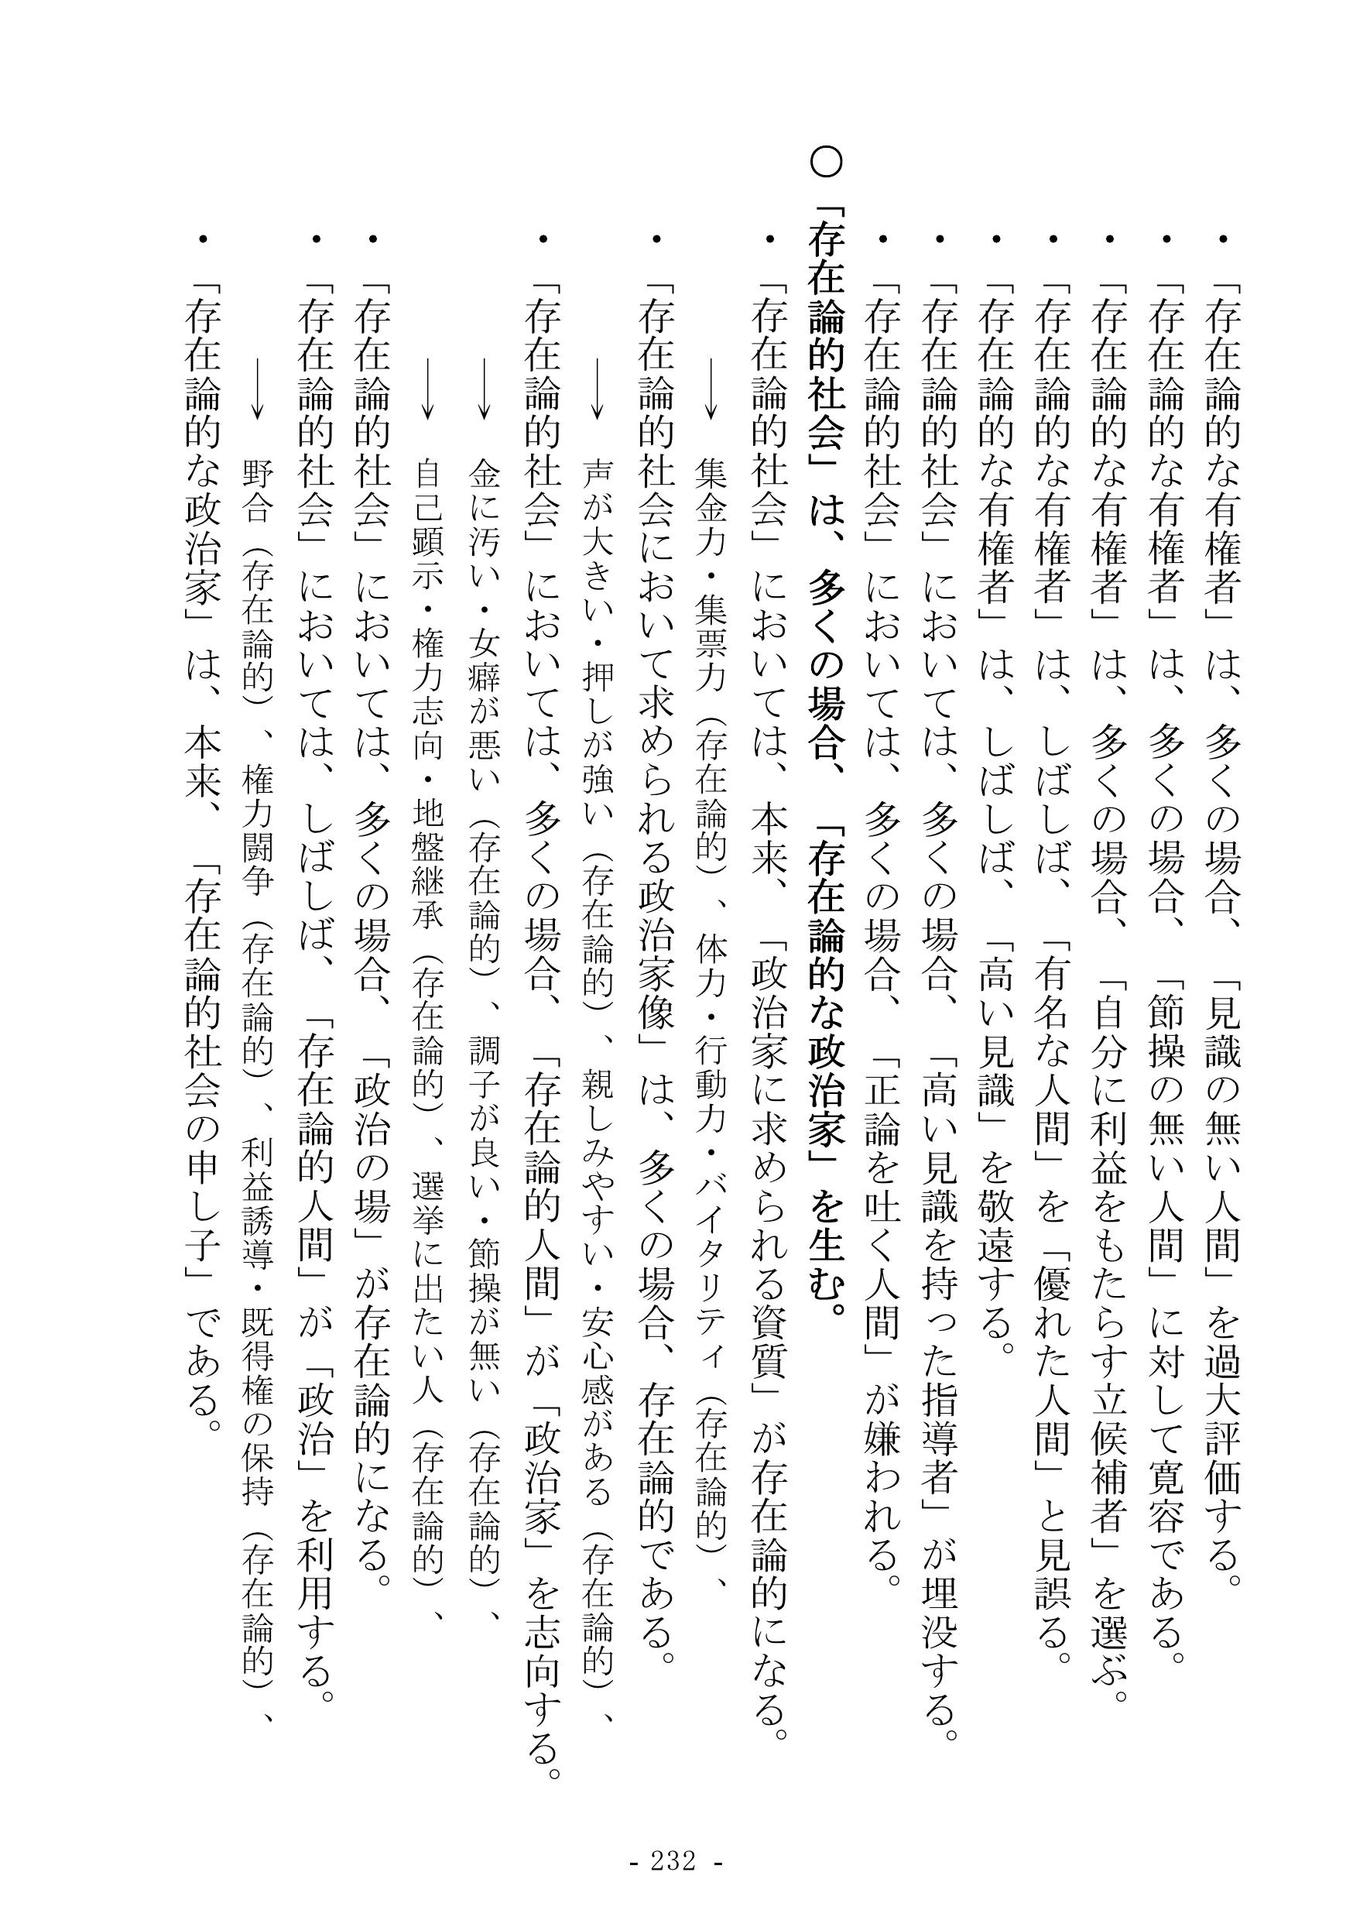 ・「存在論的な有権者」は、多くの場合、「見識の無い人間」を過大評価する。
・「存在論的な有権者」は、多くの場合、「節操の無い人間」に対して寛容である。
・「存在論的な有権者」は、多くの場合、「自分に利益をもたらす立候補者」を選ぶ。
・「存在論的な有権者」は、しばしば、「有名な人間」を「優れた人間」と見誤る。
・「存在論的な有権者」は、しばしば、「高い見識」を敬遠する。
・「存在論的社会」においては、多くの場合、「高い見識を持った指導者」が埋没する。
・「存在論的社会」においては、多くの場合、「正論を吐く人間」が嫌われる。
○「存在論的社会」は、多くの場合、「存在論的な政治家」を生む。
・「存在論的社会」においては、本来、「政治家に求められる資質」が存在論的になる。
→ 集金力・集票力（存在論的）、体力・行動力・バイタリティ（存在論的）、
・「存在論的社会において求められる政治家像」は、多くの場合、存在論的である。
→ 声が大きい・押しが強い（存在論的）、親しみやすい・安心感がある（存在論的）、
・「存在論的社会」においては、多くの場合、「存在論的人間」が「政治家」を志向する。
→ 金に汚い・女癖が悪い（存在論的）、調子が良い・節操が無い（存在論的）、
→ 自己顕示・権力志向・地盤継承（存在論的）、選挙に出たい人（存在論的）、
・「存在論的社会」においては、多くの場合、「政治の場」が存在論的になる。
・「存在論的社会」においては、しばしば、「存在論的人間」が「政治」を利用する。
→ 野合（存在論的）、権力闘争（存在論的）、利益誘導・既得権の保持（存在論的）、
・「存在論的な政治家」は、本来、「存在論的社会の申し子」である。
- 232 -